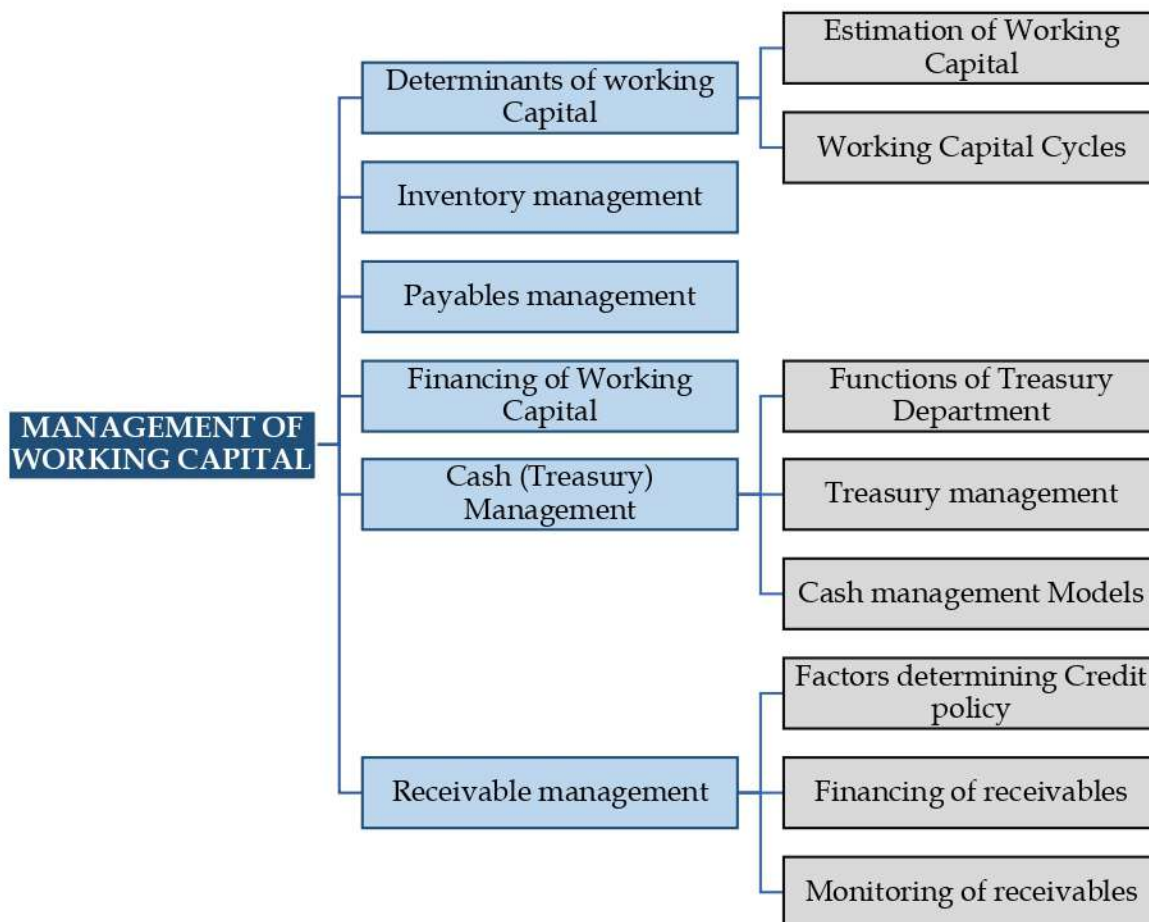 MANAGEMENT OF
WORKING CAPITAL
Determinants of working
Capital
Estimation of Working
Capital
Working Capital Cycles
Inventory management
Payables management
Financing of Working
Capital
Cash (Treasury)
Management
Functions of Treasury
Department
Treasury management
Cash management Models
Receivable management
Factors determining Credit
policy
Financing of receivables
Monitoring of receivables